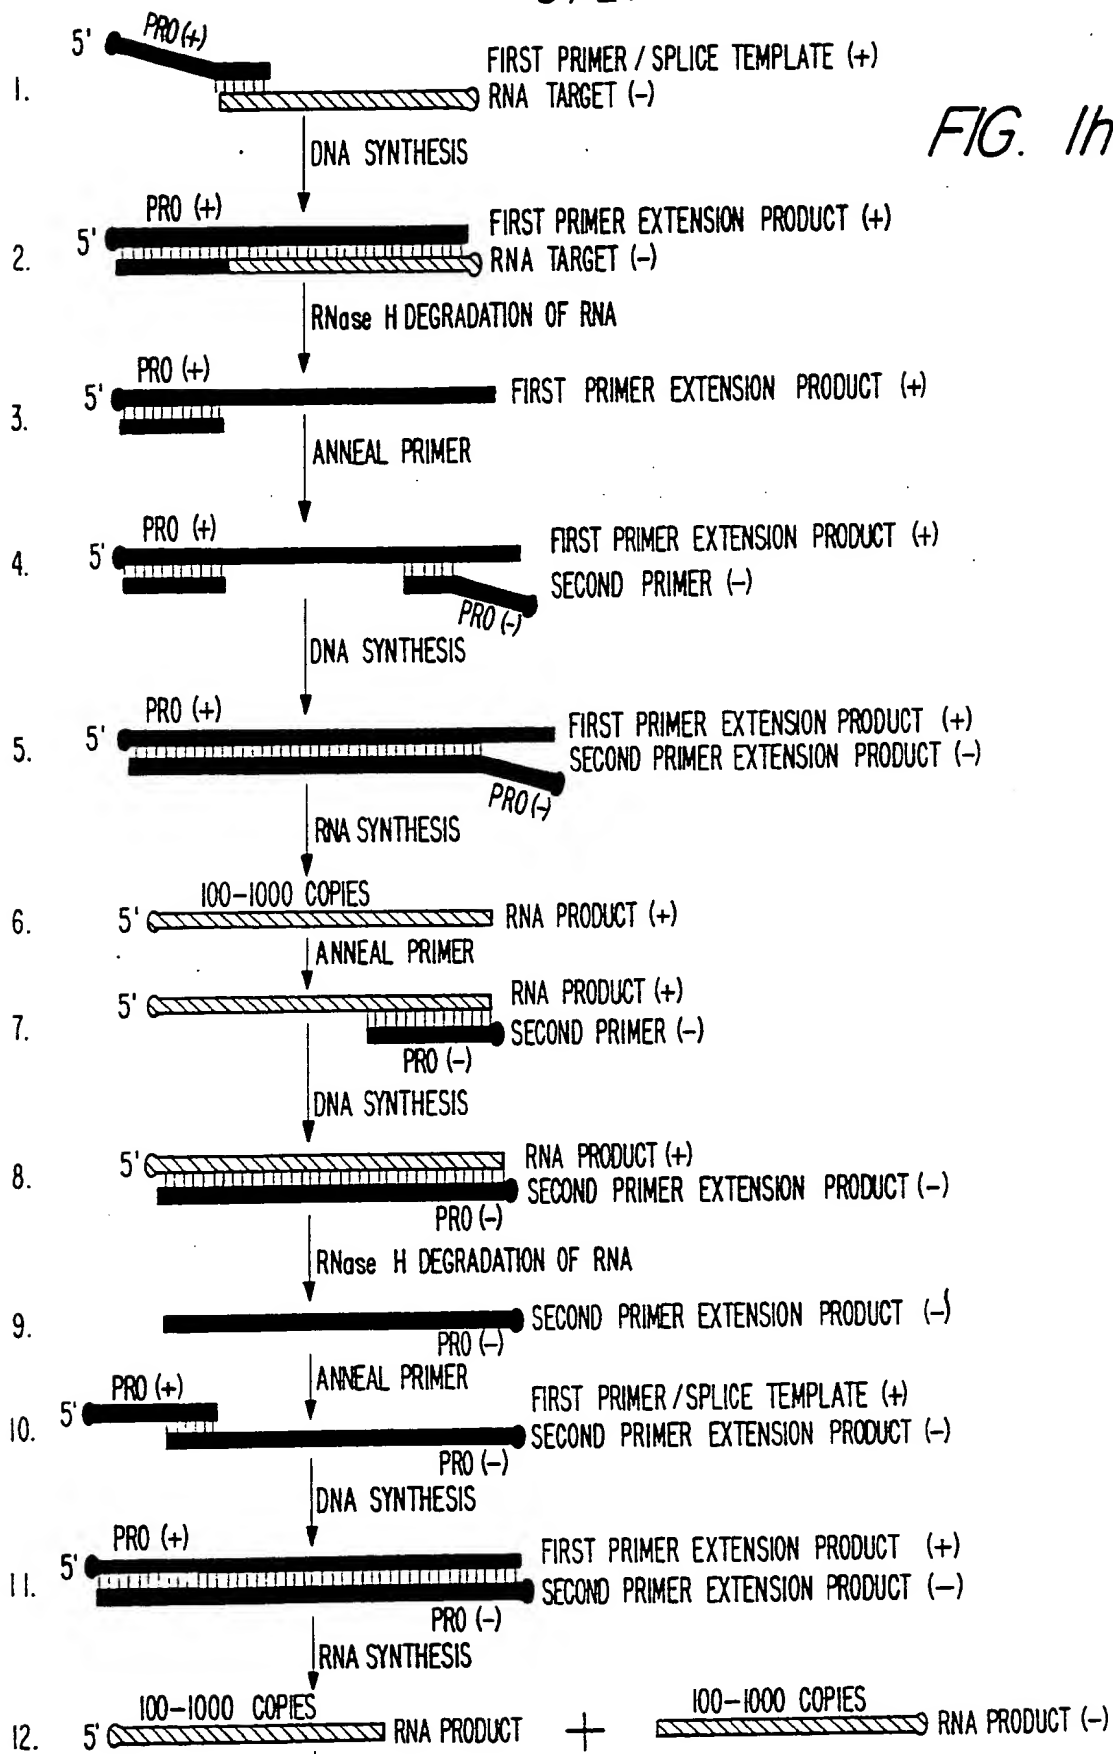 FIG. 1h
5' PRO (+)
FIRST PRIMER / SPLICE TEMPLATE (+)
1. RNA TARGET (-)
DNA SYNTHESIS
PRO (+)
5' FIRST PRIMER EXTENSION PRODUCT (+)
2. RNA TARGET (-)
RNase H DEGRADATION OF RNA
PRO (+)
5' FIRST PRIMER EXTENSION PRODUCT (+)
3.
ANNEAL PRIMER
PRO (+)
5' FIRST PRIMER EXTENSION PRODUCT (+)
4. SECOND PRIMER (-)
PRO (-)
DNA SYNTHESIS
PRO (+)
5' FIRST PRIMER EXTENSION PRODUCT (+)
5. SECOND PRIMER EXTENSION PRODUCT (-)
PRO (-)
RNA SYNTHESIS
100-1000 COPIES
6. 5' RNA PRODUCT (+)
ANNEAL PRIMER
5' RNA PRODUCT (+)
7. SECOND PRIMER (-)
PRO (-)
DNA SYNTHESIS
5' RNA PRODUCT (+)
8. SECOND PRIMER EXTENSION PRODUCT (-)
PRO (-)
RNase H DEGRADATION OF RNA
9. SECOND PRIMER EXTENSION PRODUCT (-)
PRO (-)
ANNEAL PRIMER
PRO (+)
5' FIRST PRIMER/SPLICE TEMPLATE (+)
10. SECOND PRIMER EXTENSION PRODUCT (-)
PRO (-)
DNA SYNTHESIS
PRO (+)
5' FIRST PRIMER EXTENSION PRODUCT (+)
11. SECOND PRIMER EXTENSION PRODUCT (-)
PRO (-)
RNA SYNTHESIS
100-1000 COPIES 100-1000 COPIES
12. 5' RNA PRODUCT + RNA PRODUCT (-)